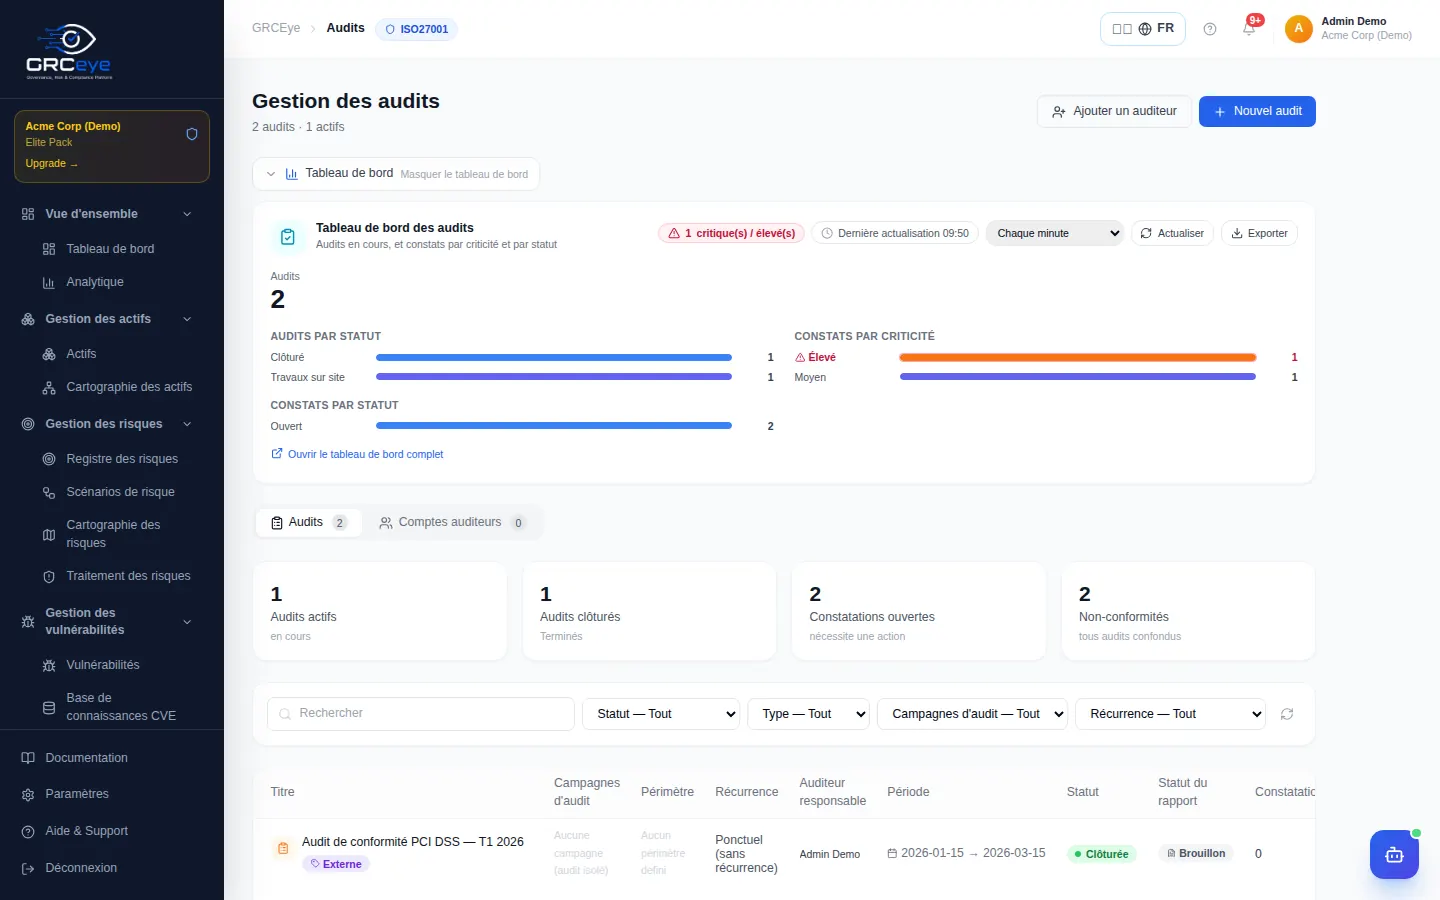 GRCeye
Governance, Risk & Compliance Platform
Acme Corp (Demo)
Elite Pack
Upgrade →
Vue d'ensemble
Tableau de bord
Analytique
Gestion des actifs
Actifs
Cartographie des actifs
Gestion des risques
Registre des risques
Scénarios de risque
Cartographie des
risques
Traitement des risques
Gestion des
vulnérabilités
Vulnérabilités
Base de
connaissances CVE
Documentation
Paramètres
Aide & Support
Déconnexion
GRCEye > Audits ISO27001
FR
9+
A
Admin Demo
Acme Corp (Demo)
Gestion des audits
2 audits · 1 actifs
Ajouter un auditeur
Nouvel audit
Tableau de bord Masquer le tableau de bord
Tableau de bord des audits
Audits en cours, et constats par criticité et par statut
1 critique(s) / élevé(s)
Dernière actualisation 09:50
Chaque minute
Actualiser
Exporter
Audits
2
AUDITS PAR STATUT
Clôturé 1
Travaux sur site 1
CONSTATS PAR CRITICITÉ
Élevé 1
Moyen 1
CONSTATS PAR STATUT
Ouvert 2
Ouvrir le tableau de bord complet
Audits 2
Comptes auditeurs 0
1
Audits actifs
en cours
1
Audits clôturés
Terminés
2
Constatations ouvertes
nécessite une action
2
Non-conformités
tous audits confondus
Rechercher
Statut — Tout
Type — Tout
Campagnes d'audit — Tout
Récurrence — Tout
Titre
Campagnes
d'audit
Périmètre
Récurrence
Auditeur
responsable
Période
Statut
Statut du
rapport
Constatatio
Audit de conformité PCI DSS — T1 2026
Externe
Aucune
campagne
(audit isolé)
Aucun
périmètre
défini
Ponctuel
(sans
récurrence)
Admin Demo
2026-01-15 → 2026-03-15
Clôturée
Brouillon
0